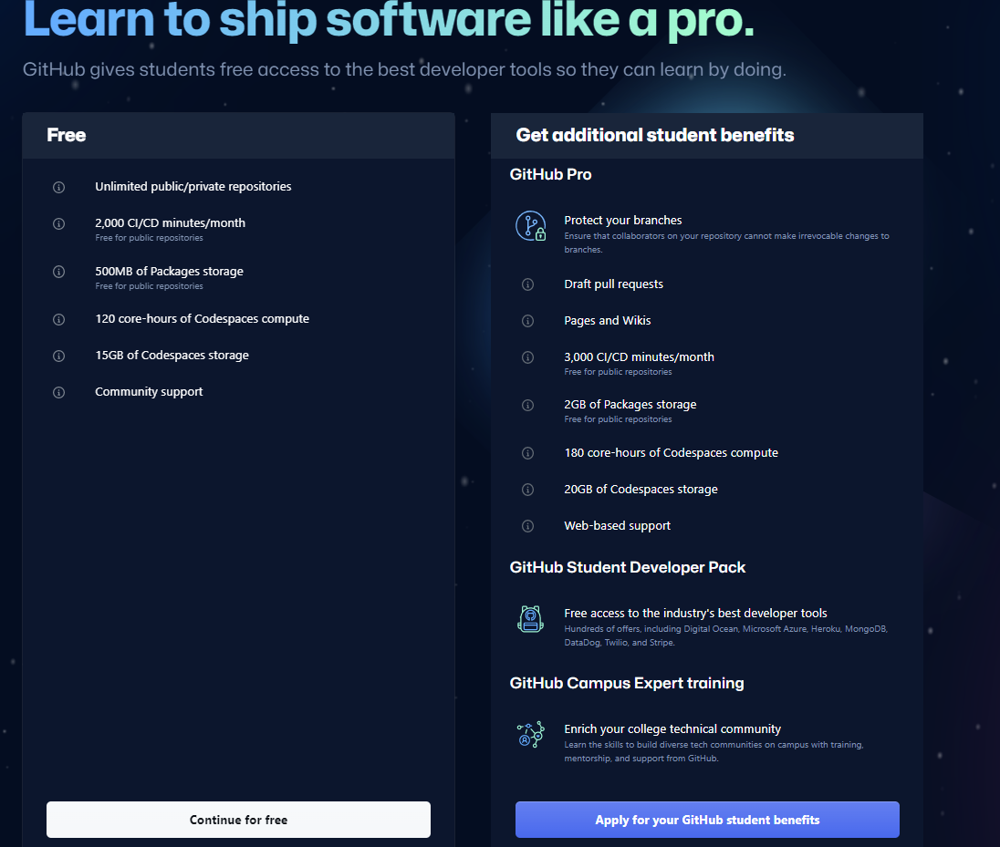 Learn to ship software like a pro.
GitHub gives students free access to the best developer tools so they can learn by doing.
Free
Unlimited public/private repositories
2,000 CI/CD minutes/month
Free for public repositories
500MB of Packages storage
Free for public repositories
120 core-hours of Codespaces compute
15GB of Codespaces storage
Community support
Continue for free
Get additional student benefits
GitHub Pro
Protect your branches
Ensure that collaborators on your repository cannot make irrevocable changes to
branches.
Draft pull requests
Pages and Wikis
3,000 CI/CD minutes/month
Free for public repositories
2GB of Packages storage
Free for public repositories
180 core-hours of Codespaces compute
20GB of Codespaces storage
Web-based support
GitHub Student Developer Pack
Free access to the industry's best developer tools
Hundreds of offers, including Digital Ocean, Microsoft Azure, Heroku, MongoDB,
DataDog, Twilio, and Stripe.
GitHub Campus Expert training
Enrich your college technical community
Learn the skills to build diverse tech communities on campus with training,
mentorship, and support from GitHub.
Apply for your GitHub student benefits